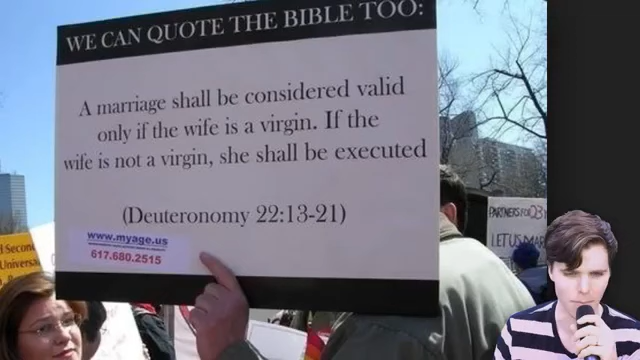 WE CAN QUOTE THE BIBLE TOO:
A marriage shall be considered valid
only if the wife is a virgin. If the
wife is not a virgin, she shall be executed
(Deuteronomy 22:13-21)
www.myage.us
617.680.2515
Second
Universa
PARTNERS FOR
LET US